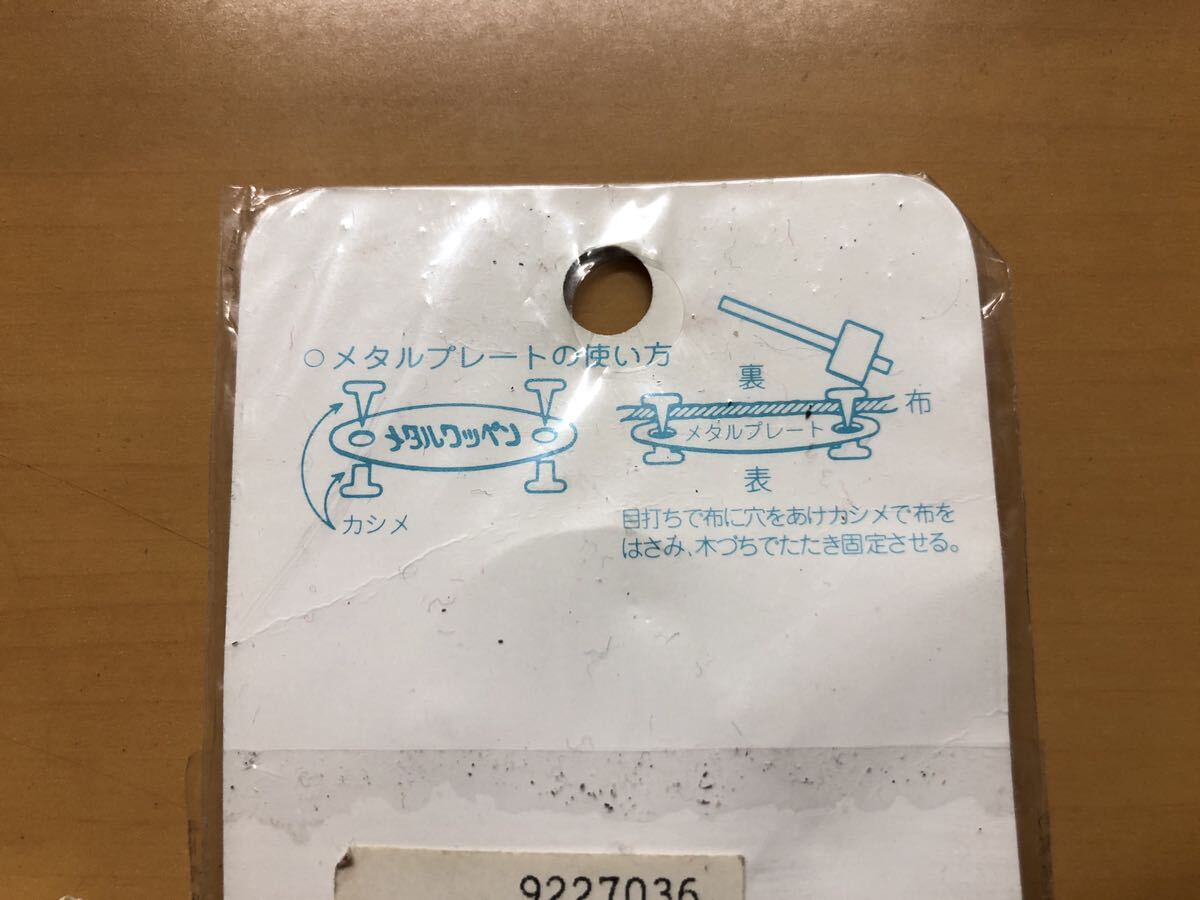 ○メタルプレートの使い方
メタルワッペン
カシメ
裏
布
メタルプレート
表
目打ちで布に穴をあけカシメで布を
はさみ、木づちでたたき固定させる。
9227036